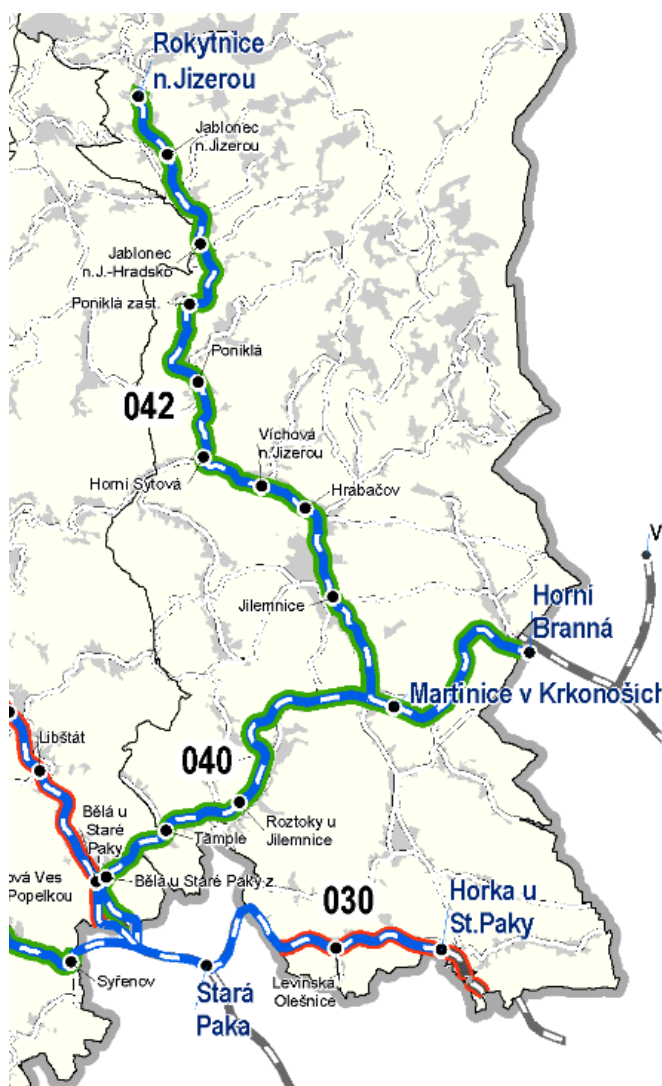 Rokytnice
n.Jizerou
Jablonec
n.Jizerou
Jablonec
n.J.-Hradsko
Poniklá zast.
Poniklá
042
Víchová
n.Jizerou
Horní Sytová
Hrabačov
V
Jilemnice
Horní
Branná
Martinice v Krkonoších
Libštát
040
Bělá u
Staré
Paky
Roztoky u
Jilemnice
Tample
ová Ves
Popelkou
Bělá u Staré Paky z
030
Horka u
St.Paky
Syřenov
Stará
Paka
Levínská
Olešnice